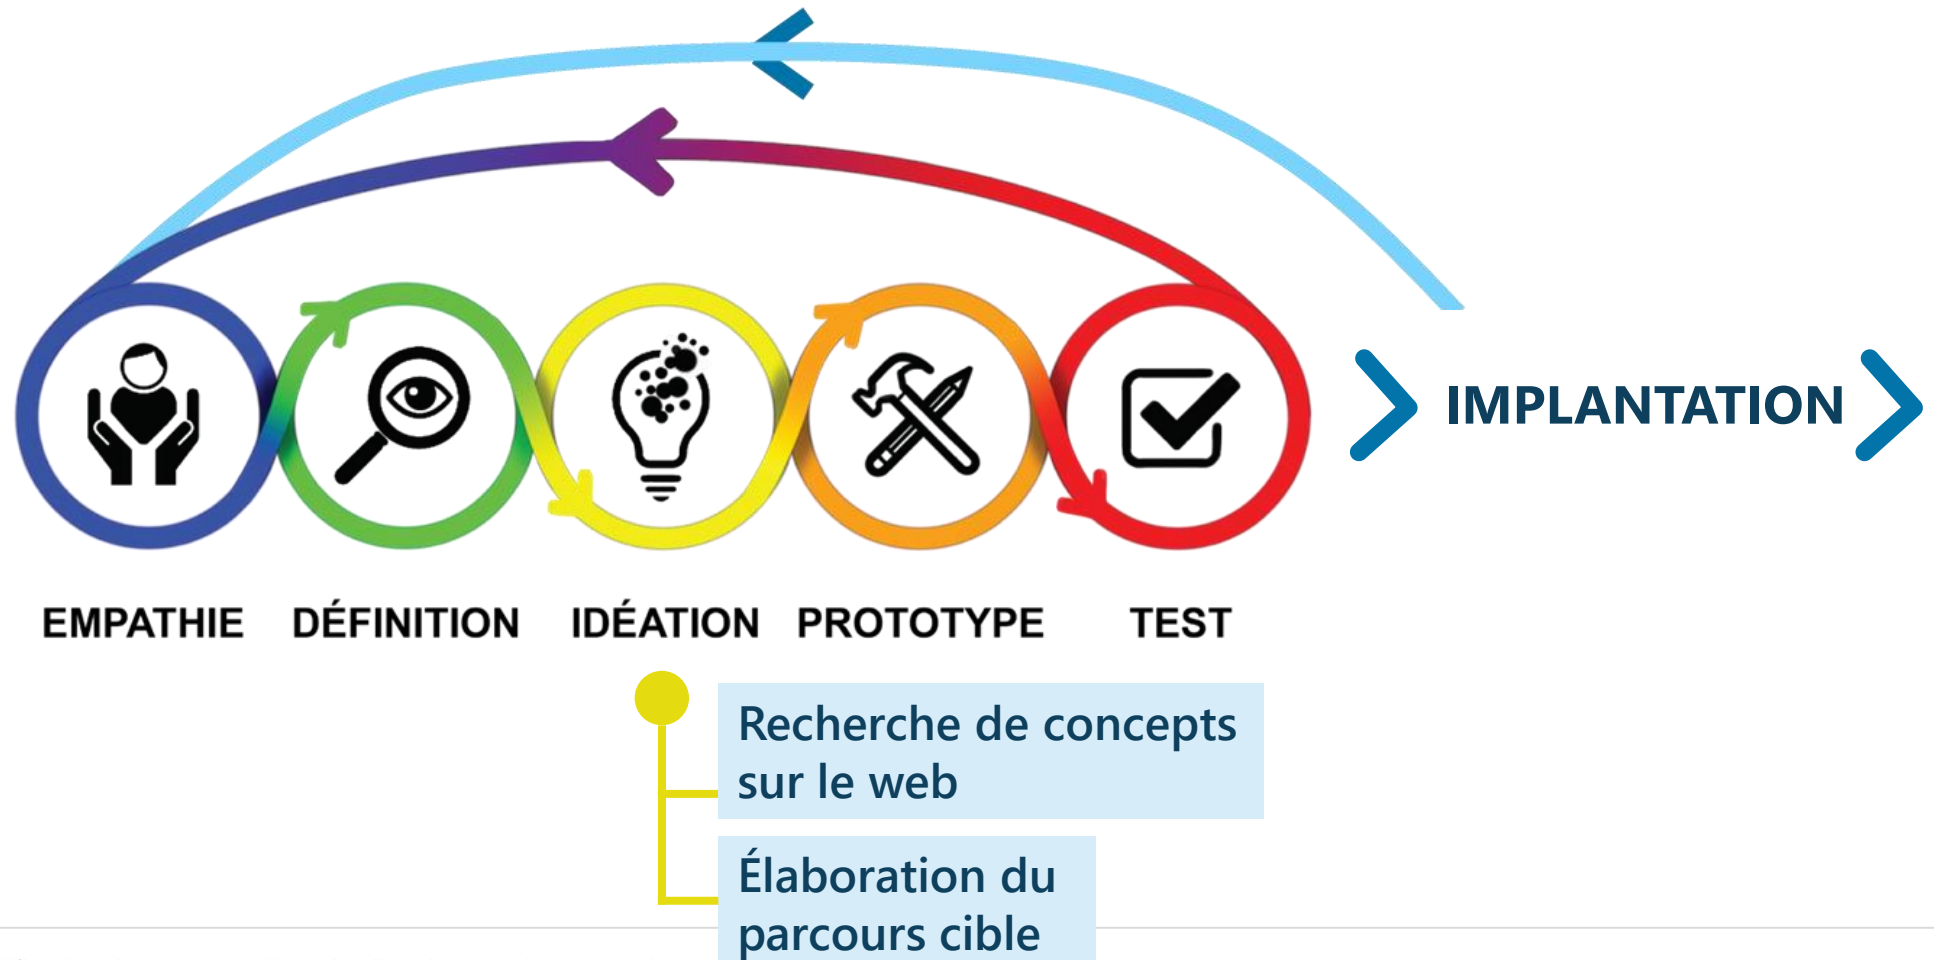 IMPLANTATION
EMPATHIE DÉFINITION IDÉATION PROTOTYPE TEST
Recherche de concepts
sur le web
Élaboration du
parcours cible